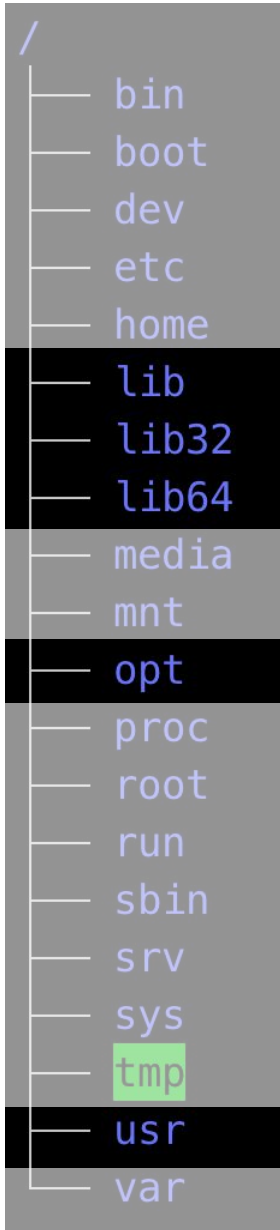 /
bin
boot
dev
etc
home
lib
lib32
lib64
media
mnt
opt
proc
root
run
sbin
srv
sys
tmp
usr
var